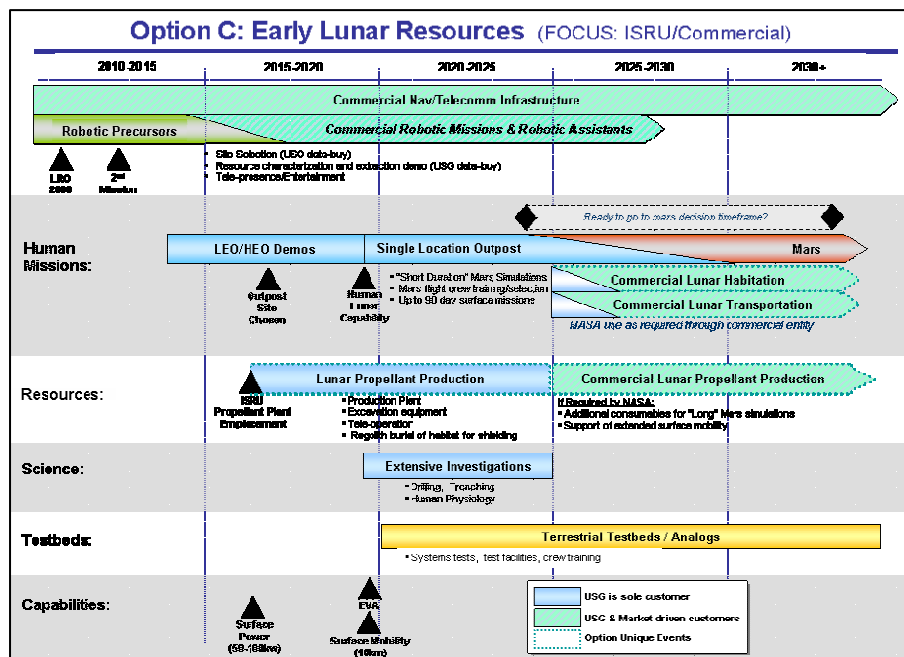 Option C: Early Lunar Resources (FOCUS: ISRU/Commercial)
2010-2015 2015-2020 2020-2025 2025-2030 2030+
Commercial Nav/Telecomm Infrastructure
Robotic Precursors
Commercial Robotic Missions & Robotic Assistants
LRO
2nd
Mission
Resource characterization and extraction demo (USG data-buy)
Tele-presence/Entertainment
Ready to go to mars decision timeframe?
Human
Missions:
LEO/HEO Demos
Single Location Outpost
Mars
Outpost
Site
Chosen
Human
Lunar
Capability
▪ "Short Duration" Mars Simulations
▪ Mars flight crew training/selection
▪ Up to 90 day surface missions
Commercial Lunar Habitation
Commercial Lunar Transportation
NASA use as required through commercial entity
Resources:
Lunar Propellant Production
Commercial Lunar Propellant Production
ISRU
Propellant Plant
Emplacement
▪ Production Plant
▪ Excavation equipment
▪ Tele-operation
▪ Regolith burial of habitat for shielding
If Required by NASA:
▪ Additional consumables for "Long" Mars simulations
▪ Support of extended surface mobility
Science:
Extensive Investigations
▪ Drilling, Trenching
▪ Human Physiology
Testbeds:
Terrestrial Testbeds / Analogs
▪ Systems tests, test facilities, crew training
Capabilities:
Surface
Power
EVA
Surface Mobility
(10km)
USG is sole customer
USG & Market driven customers
Option Unique Events